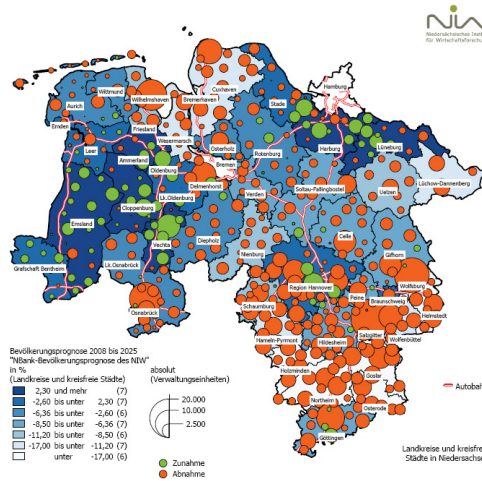 Niedersächsisches Instit
für Wirtschaftsforschu
Cuxhaven
Hamburg
Wittmund
Wilhelmshaven
Bremerhaven
Stade
Aurich
Emden
Friesland
Wesermarsch
Osterholz
Rotenburg
Harburg
Lüneburg
Leer
Ammerland
Oldenburg
Bremen
Lüchow-Dannenberg
Delmenhorst
Verden
Soltau-Fallingbostel
Uelzen
Lk.Oldenburg
Cloppenburg
Emsland
Vechta
Diepholz
Celle
Nienburg
Gifhorn
Grafschaft Bentheim
Lk.Osnabrück
Region Hannover
Wolfsburg
Osnabrück
Schaumburg
Peine
Braunschweig
Helmstedt
Hameln-Pyrmont
Hildesheim
Salzgitter
Wolfenbüttel
Holzminden
Goslar
Northeim
Osterode
Göttingen
Bevölkerungsprognose 2008 bis 2025
"NBank-Bevölkerungsprognose des NIW"
in %
(Landkreise und kreisfreie Städte)
2,30 und mehr (7)
-2,60 bis unter 2,30 (7)
-6,36 bis unter -2,60 (6)
-8,50 bis unter -6,36 (7)
-11,20 bis unter -8,50 (6)
-17,00 bis unter -11,20 (7)
unter -17,00 (6)
absolut
(Verwaltungseinheiten)
20.000
10.000
2.500
Zunahme
Abnahme
Autobah
Landkreise und kreisfre
Städte in Niedersachse